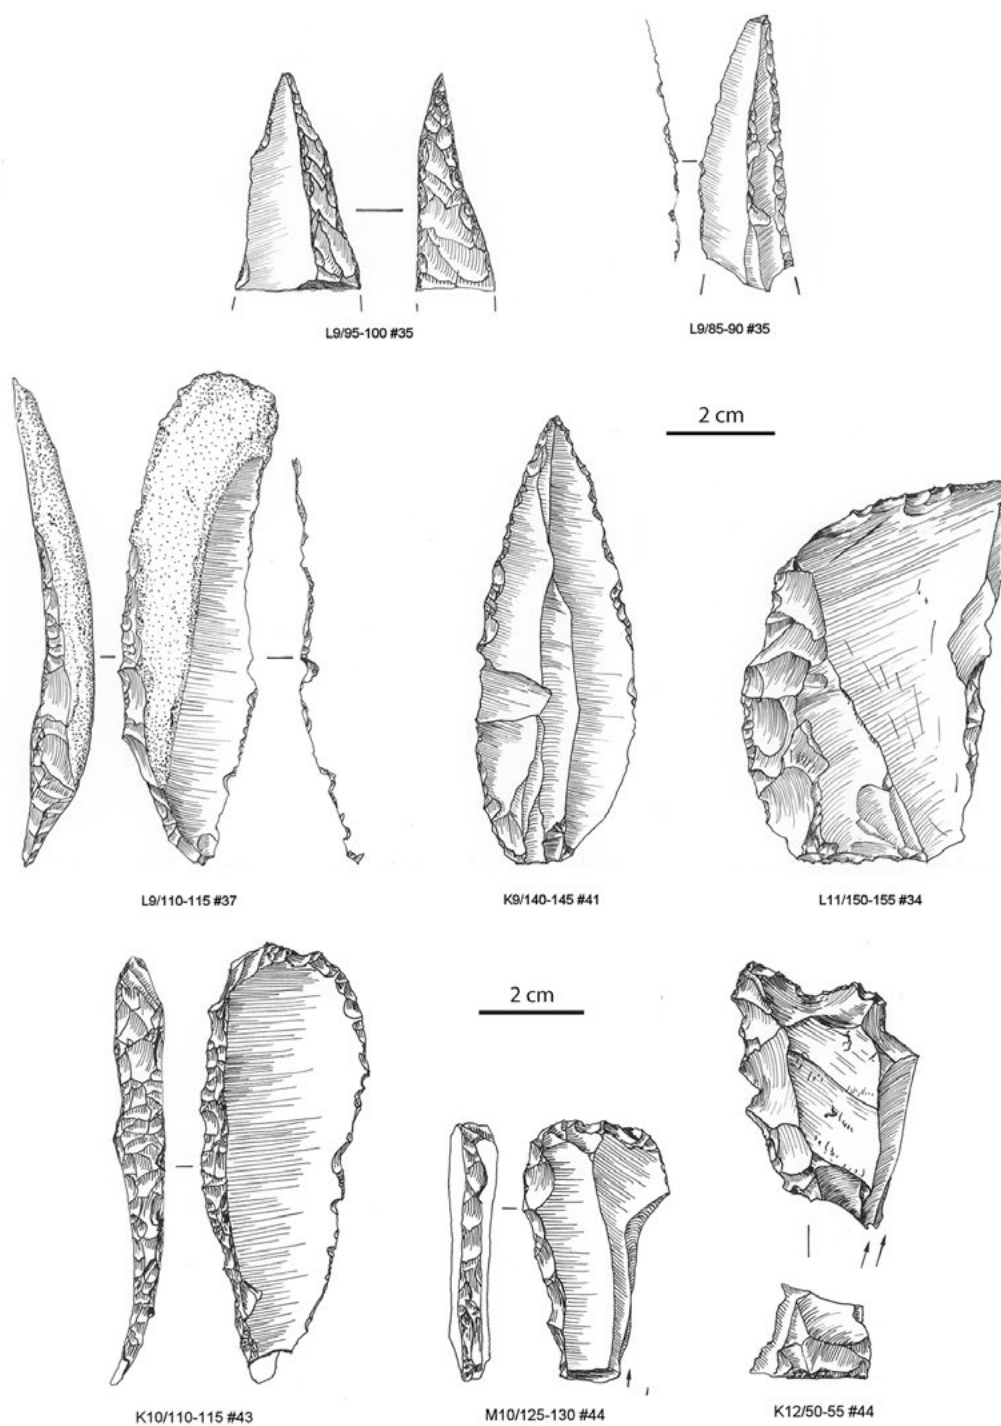 L9/95-100 #35
L9/85-90 #35
2 cm
L9/110-115 #37
K9/140-145 #41
L11/150-155 #34
2 cm
K10/110-115 #43
M10/125-130 #44
K12/50-55 #44